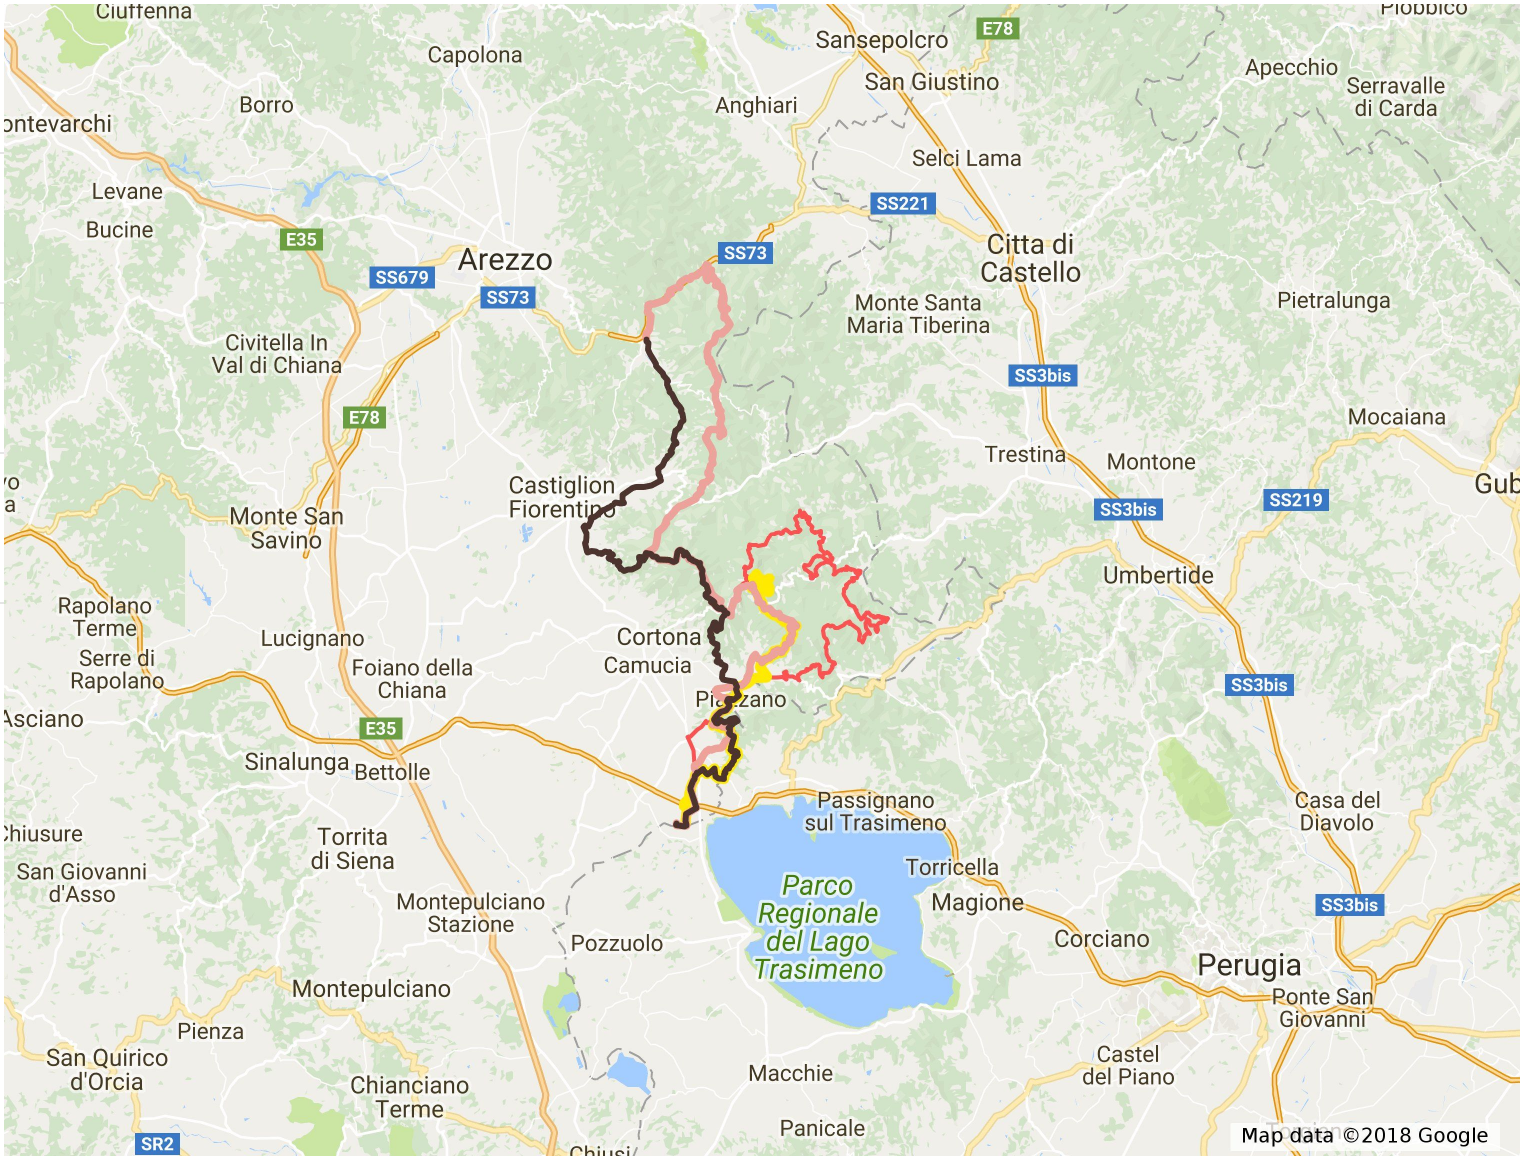 Ciuffenna
Piobbico
E78
Sansepolcro
Capolona
Apecchio
San Giustino
Serravalle
di Carda
Borro
Anghiari
ontevarchi
Selci Lama
Levane
SS221
Bucine
E35
Citta di
Castello
SS73
Arezzo
SS679
SS73
Pietralunga
Monte Santa
Maria Tiberina
Civitella In
Val di Chiana
SS3bis
E78
Mocaiana
Trestina
Montone
vo
a
Castiglion
Fiorentino
Gub
SS219
SS3bis
Monte San
Savino
Umbertide
Rapolano
Terme
Lucignano
Cortona
Camucia
Serre di
Rapolano
Foiano della
Chiana
SS3bis
Asciano
E35
Sinalunga
Bettolle
Passignano
sul Trasimeno
Casa del
Diavolo
Chiusure
Torrita
di Siena
San Giovanni
d'Asso
Torricella
Parco
Regionale
del Lago
Trasimeno
Magione
SS3bis
Montepulciano
Stazione
Pozzuolo
Corciano
Perugia
Montepulciano
Ponte San
Giovanni
Pienza
San Quirico
d'Orcia
Castel
del Piano
Macchie
Chianciano
Terme
Panicale
SR2
Chiusi
Map data ©2018 Google